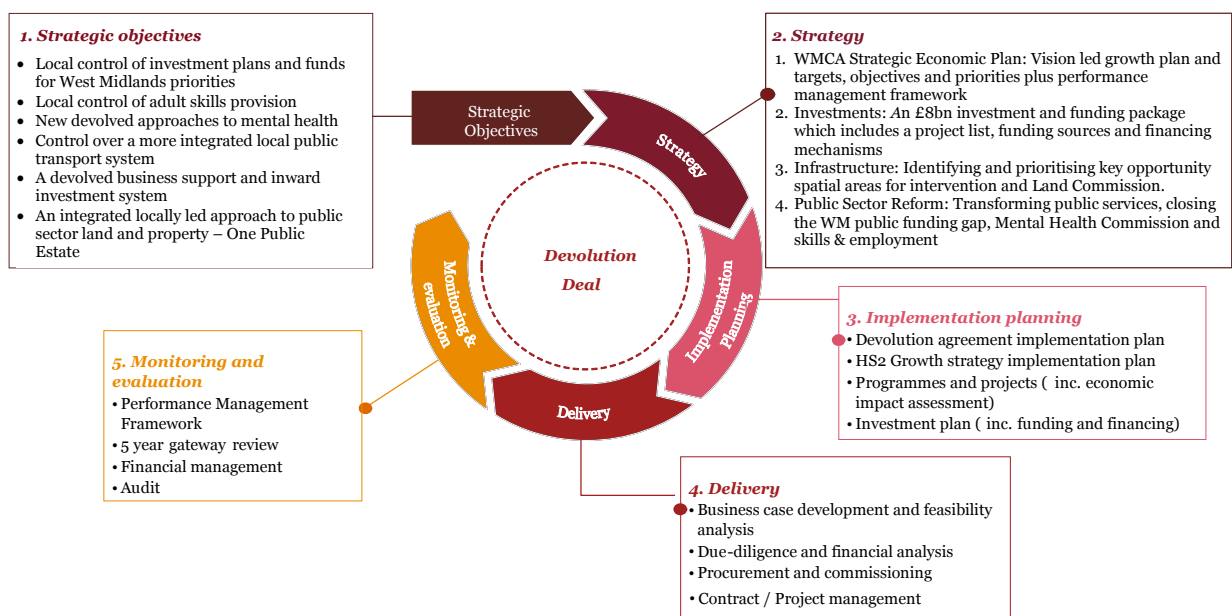 1. Strategic objectives
• Local control of investment plans and funds
for West Midlands priorities
• Local control of adult skills provision
• New devolved approaches to mental health
• Control over a more integrated local public
transport system
• A devolved business support and inward
investment system
• An integrated locally led approach to public
sector land and property – One Public
Estate
Strategic
Objectives
Strategy
2. Strategy
1. WMCA Strategic Economic Plan: Vision led growth plan and
targets, objectives and priorities plus performance
management framework
2. Investments: An £8bn investment and funding package
which includes a project list, funding sources and financing
mechanisms
3. Infrastructure: Identifying and prioritising key opportunity
spatial areas for intervention and Land Commission.
4. Public Sector Reform: Transforming public services, closing
the WM public funding gap, Mental Health Commission and
skills & employment
Devolution
Deal
Implementation
Planning
3. Implementation planning
• Devolution agreement implementation plan
• HS2 Growth strategy implementation plan
• Programmes and projects ( inc. economic
impact assessment)
• Investment plan ( inc. funding and financing)
Delivery
4. Delivery
• Business case development and feasibility
analysis
• Due-diligence and financial analysis
• Procurement and commissioning
• Contract / Project management
Monitoring &
evaluation
5. Monitoring and
evaluation
• Performance Management
Framework
• 5 year gateway review
• Financial management
• Audit